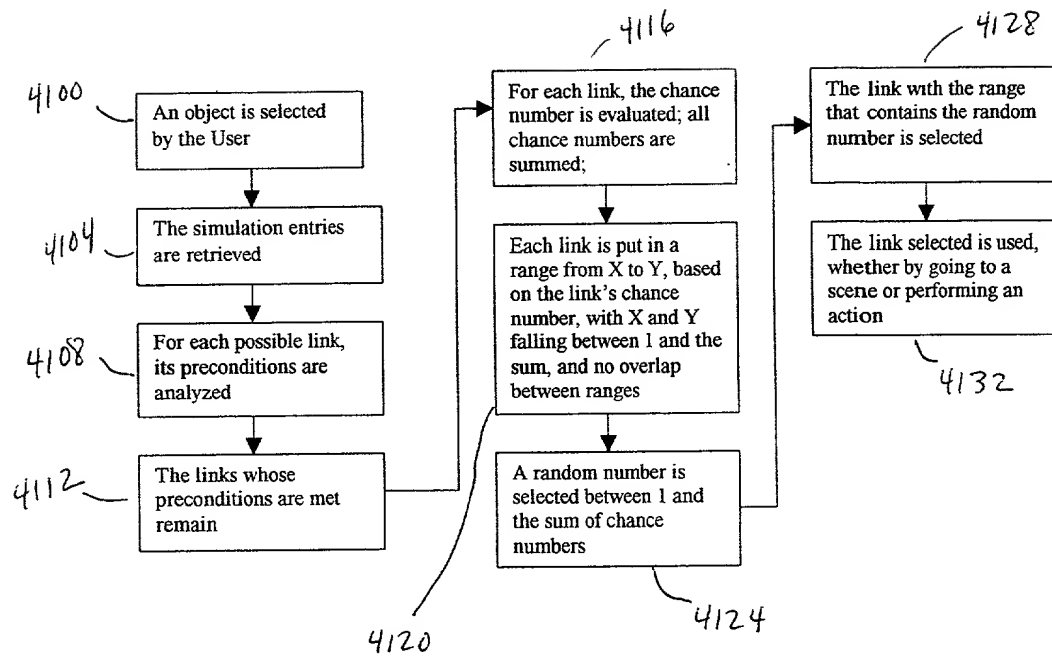 4100
An object is selected
by the User
4104
The simulation entries
are retrieved
4108
For each possible link,
its preconditions are
analyzed
4112
The links whose
preconditions are met
remain
4116
For each link, the chance
number is evaluated; all
chance numbers are
summed;
Each link is put in a
range from X to Y, based
on the link's chance
number, with X and Y
falling between 1 and the
sum, and no overlap
between ranges
4120
A random number is
selected between 1 and
the sum of chance
numbers
4124
4128
The link with the range
that contains the random
number is selected
The link selected is used,
whether by going to a
scene or performing an
action
4132